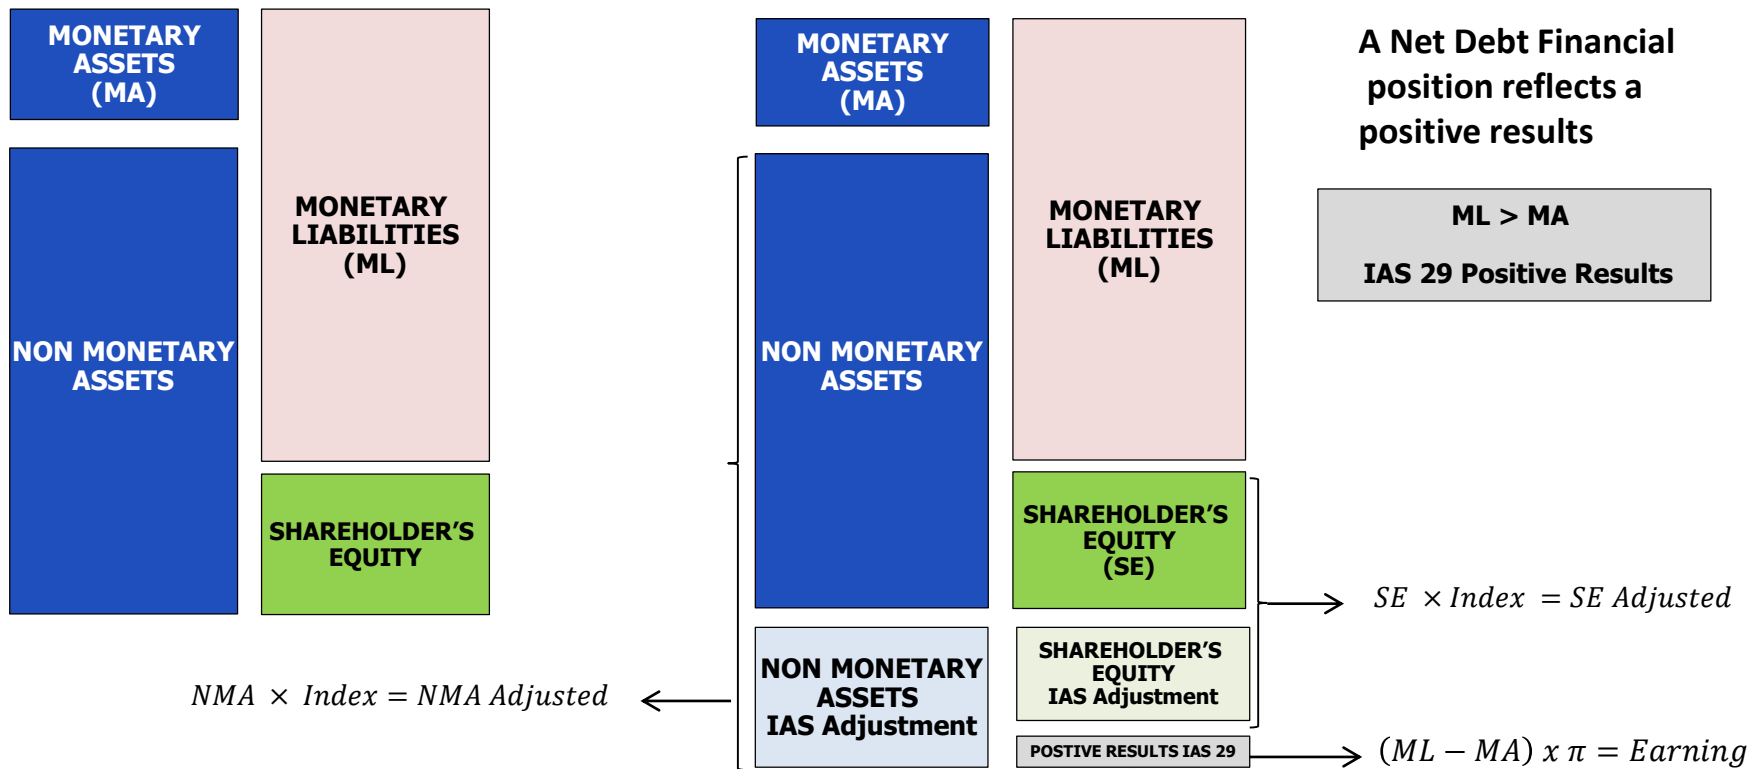 MONETARY
ASSETS
(MA)
NON MONETARY
ASSETS
MONETARY
LIABILITIES
(ML)
SHAREHOLDER'S
EQUITY
MONETARY
ASSETS
(MA)
NON MONETARY
ASSETS
NON MONETARY
ASSETS
IAS Adjustment
MONETARY
LIABILITIES
(ML)
SHAREHOLDER'S
EQUITY
(SE)
SHAREHOLDER'S
EQUITY
IAS Adjustment
POSTIVE RESULTS IAS 29
A Net Debt Financial
position reflects a
positive results
ML > MA
IAS 29 Positive Results
SE × Index = SE Adjusted
NMA × Index = NMA Adjusted
(ML − MA) x π = Earning